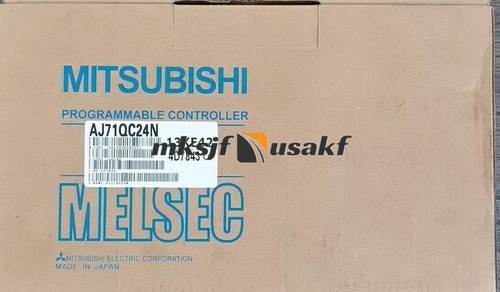 MITSUBISHI
PROGRAMMABLE CONTROLLER
AJ71QC24N
mksjf usakf
MELSEC
MITSUBISHI ELECTRIC CORPORATION
MADE IN JAPAN